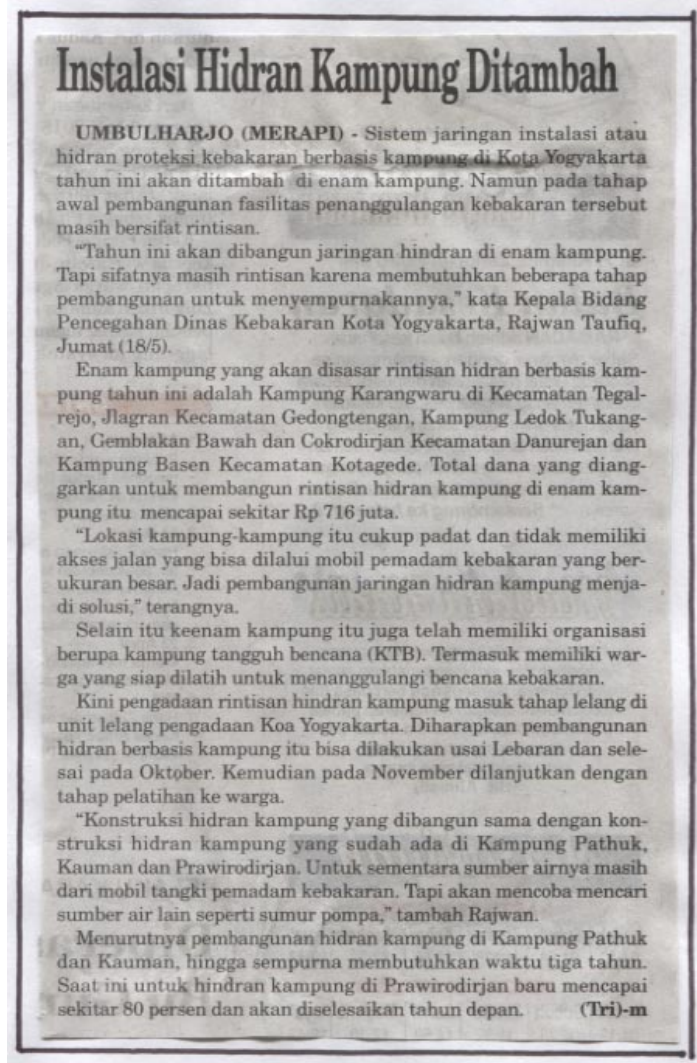 Instalasi Hidran Kampung Ditambah
UMBULHARJO (MERAPI) - Sistem jaringan instalasi atau
hidran proteksi kebakaran berbasis kampung di Kota Yogyakarta
tahun ini akan ditambah di enam kampung. Namun pada tahap
awal pembangunan fasilitas penanggulangan kebakaran tersebut
masih bersifat rintisan.
"Tahun ini akan dibangun jaringan hindran di enam kampung.
Tapi sifatnya masih rintisan karena membutuhkan beberapa tahap
pembangunan untuk menyempurnakannya," kata Kepala Bidang
Pencegahan Dinas Kebakaran Kota Yogyakarta, Rajwan Taufiq,
Jumat (18/5).
Enam kampung yang akan disasar rintisan hidran berbasis kam-
pung tahun ini adalah Kampung Karangwaru di Kecamatan Tegal-
rejo, Jlagran Kecamatan Gedongtengan, Kampung Ledok Tukang-
an, Gemblakan Bawah dan Cokrodirjan Kecamatan Danurejan dan
Kampung Basen Kecamatan Kotagede. Total dana yang diang-
garkan untuk membangun rintisan hidran kampung di enam kam-
pung itu mencapai sekitar Rp 716 juta.
"Lokasi kampung-kampung itu cukup padat dan tidak memiliki
akses jalan yang bisa dilalui mobil pemadam kebakaran yang ber-
ukuran besar. Jadi pembangunan jaringan hidran kampung menja-
di solusi," terangnya.
Selain itu keenam kampung itu juga telah memiliki organisasi
berupa kampung tangguh bencana (KTB). Termasuk memiliki war-
ga yang siap dilatih untuk menanggulangi bencana kebakaran.
Kini pengadaan rintisan hindran kampung masuk tahap lelang di
unit lelang pengadaan Koa Yogyakarta. Diharapkan pembangunan
hidran berbasis kampung itu bisa dilakukan usai Lebaran dan sele-
sai pada Oktober. Kemudian pada November dilanjutkan dengan
tahap pelatihan ke warga.
"Konstruksi hidran kampung yang dibangun sama dengan kon-
struksi hidran kampung yang sudah ada di Kampung Pathuk,
Kauman dan Prawirodirjan. Untuk sementara sumber airnya masih
dari mobil tangki pemadam kebakaran. Tapi akan mencoba mencari
sumber air lain seperti sumur pompa," tambah Rajwan.
Menurutnya pembangunan hidran kampung di Kampung Pathuk
dan Kauman, hingga sempurna membutuhkan waktu tiga tahun.
Saat ini untuk hindran kampung di Prawirodirjan baru mencapai
sekitar 80 persen dan akan diselesaikan tahun depan. (Tri)-m